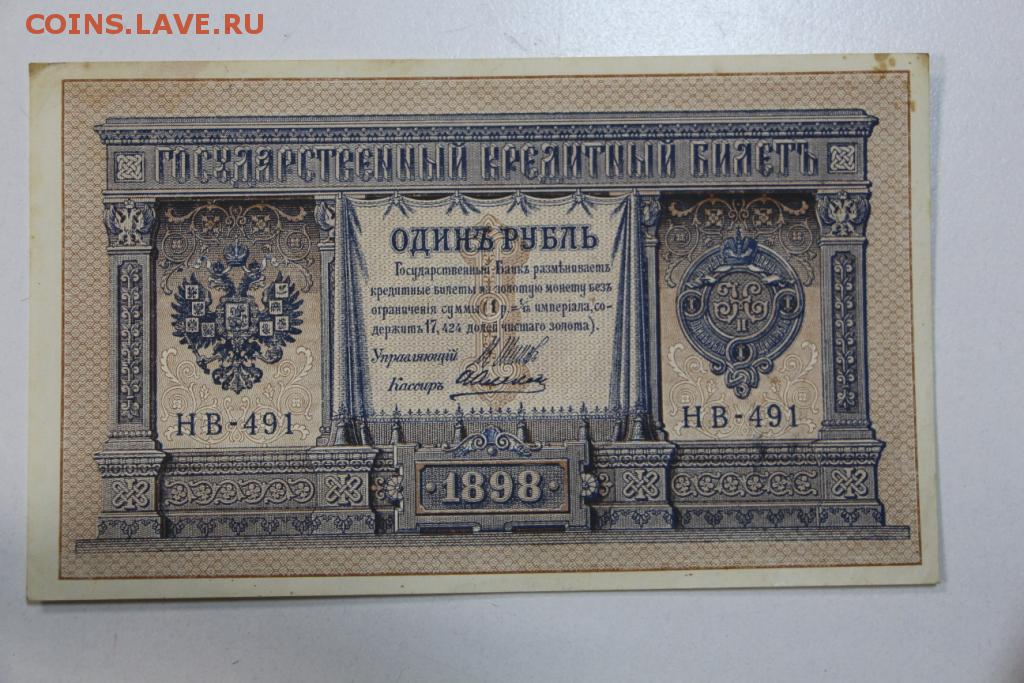 COINS.LAVE.RU
ГОСУДАРСТВЕННЫЙ КРЕДИТНЫЙ БИЛЕТЪ
ОДИНЪ РУБЛЬ
Государственный Банкъ размѣниваетъ
кредитные билеты на золотую монету безъ
ограниченія суммы (1 р.= 1/15 имперіала, со-
держитъ 17,424 долей чистаго золота).
Управляющій
Кассиръ
НВ-491
НВ-491
1898